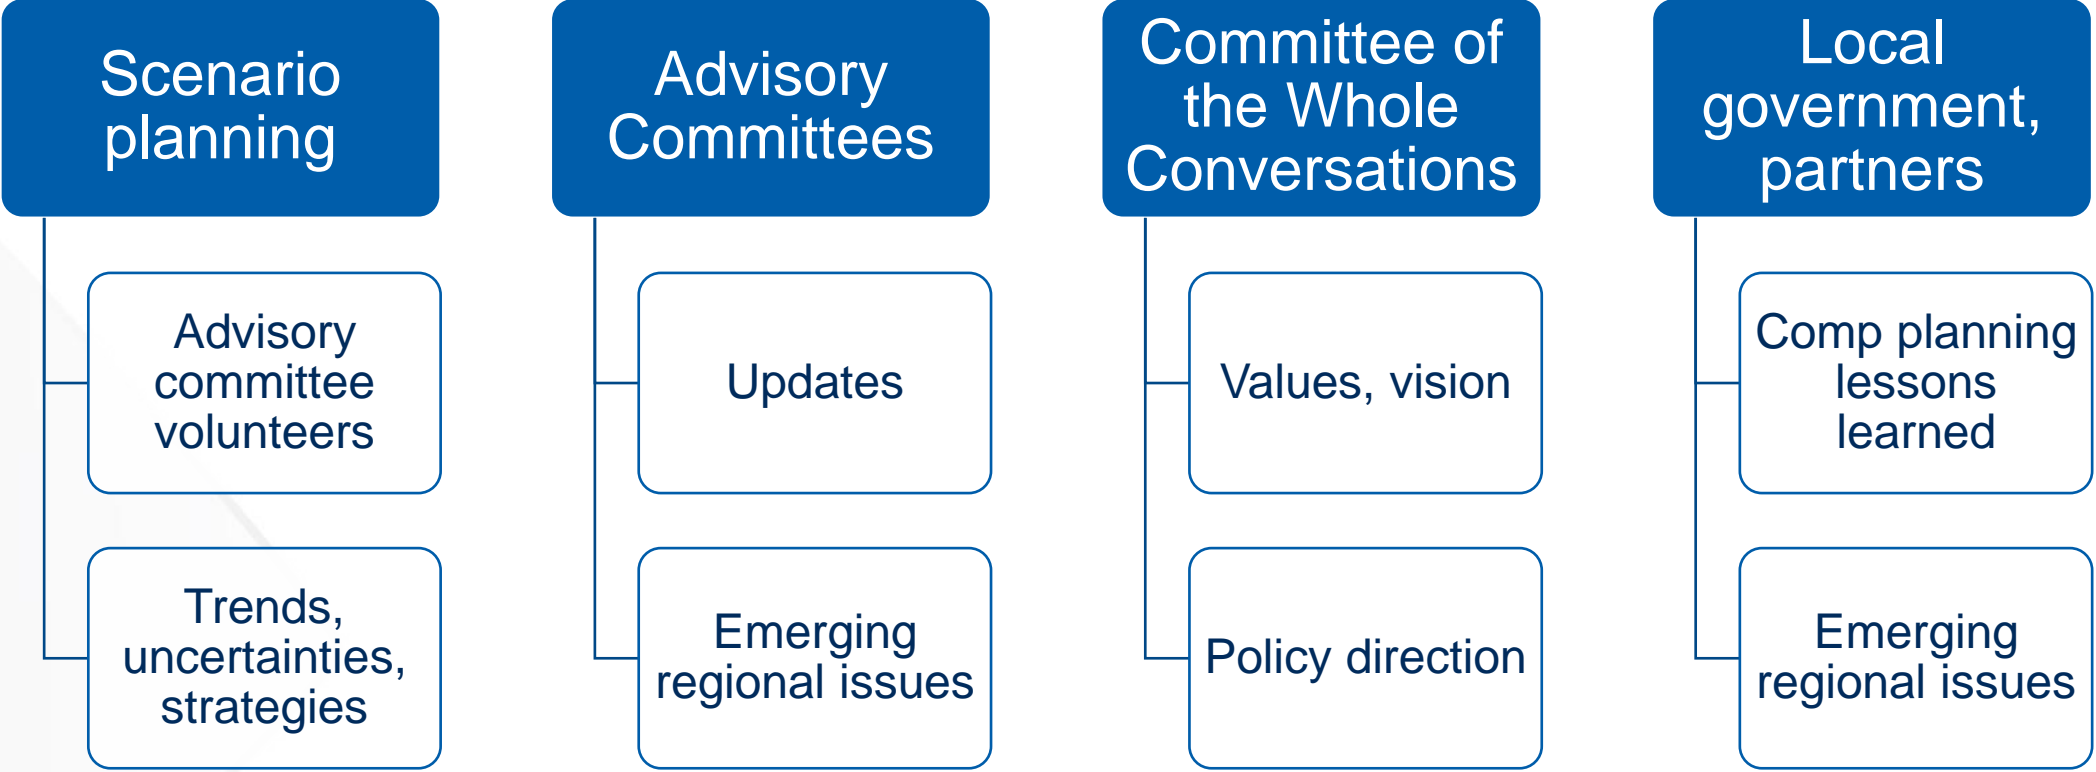 Scenario
planning
Advisory
committee
volunteers
Trends,
uncertainties,
strategies
Advisory
Committees
Updates
Emerging
regional issues
Committee of
the Whole
Conversations
Values, vision
Policy direction
Local
government,
partners
Comp planning
lessons
learned
Emerging
regional issues